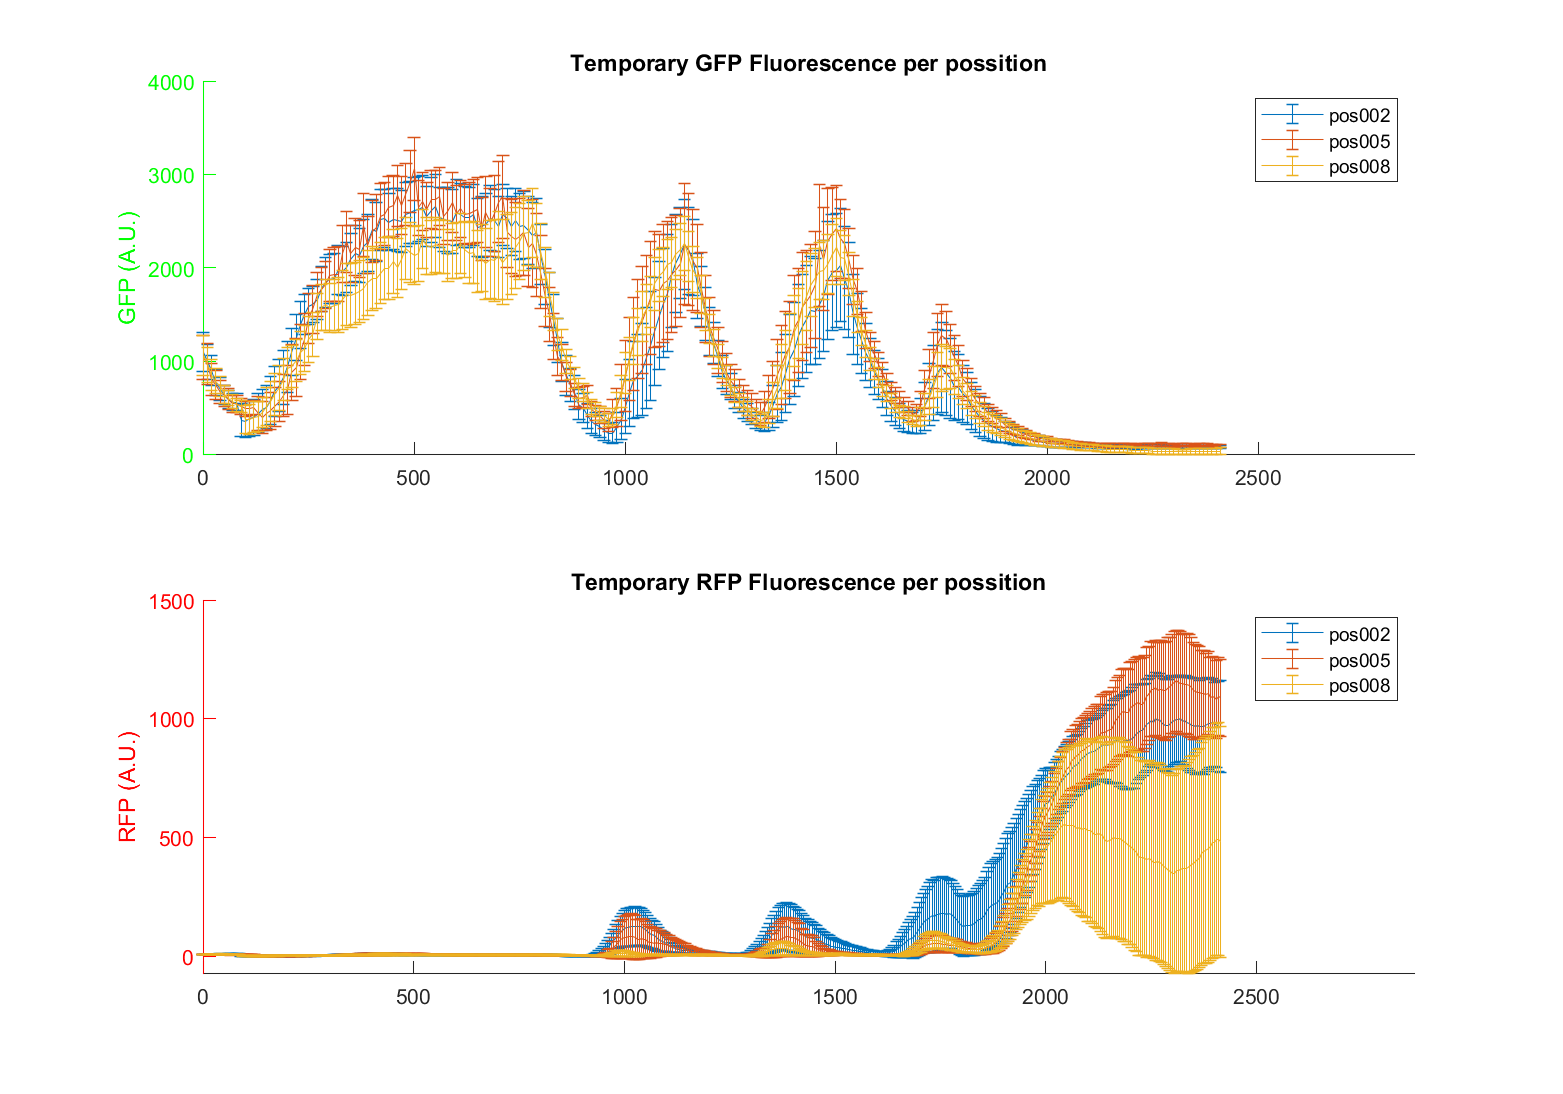 Temporary GFP Fluorescence per possition
GFP (A.U.)
4000
3000
2000
1000
0
0 500 1000 1500 2000 2500
pos002
pos005
pos008
Temporary RFP Fluorescence per possition
RFP (A.U.)
1500
1000
500
0
0 500 1000 1500 2000 2500
pos002
pos005
pos008